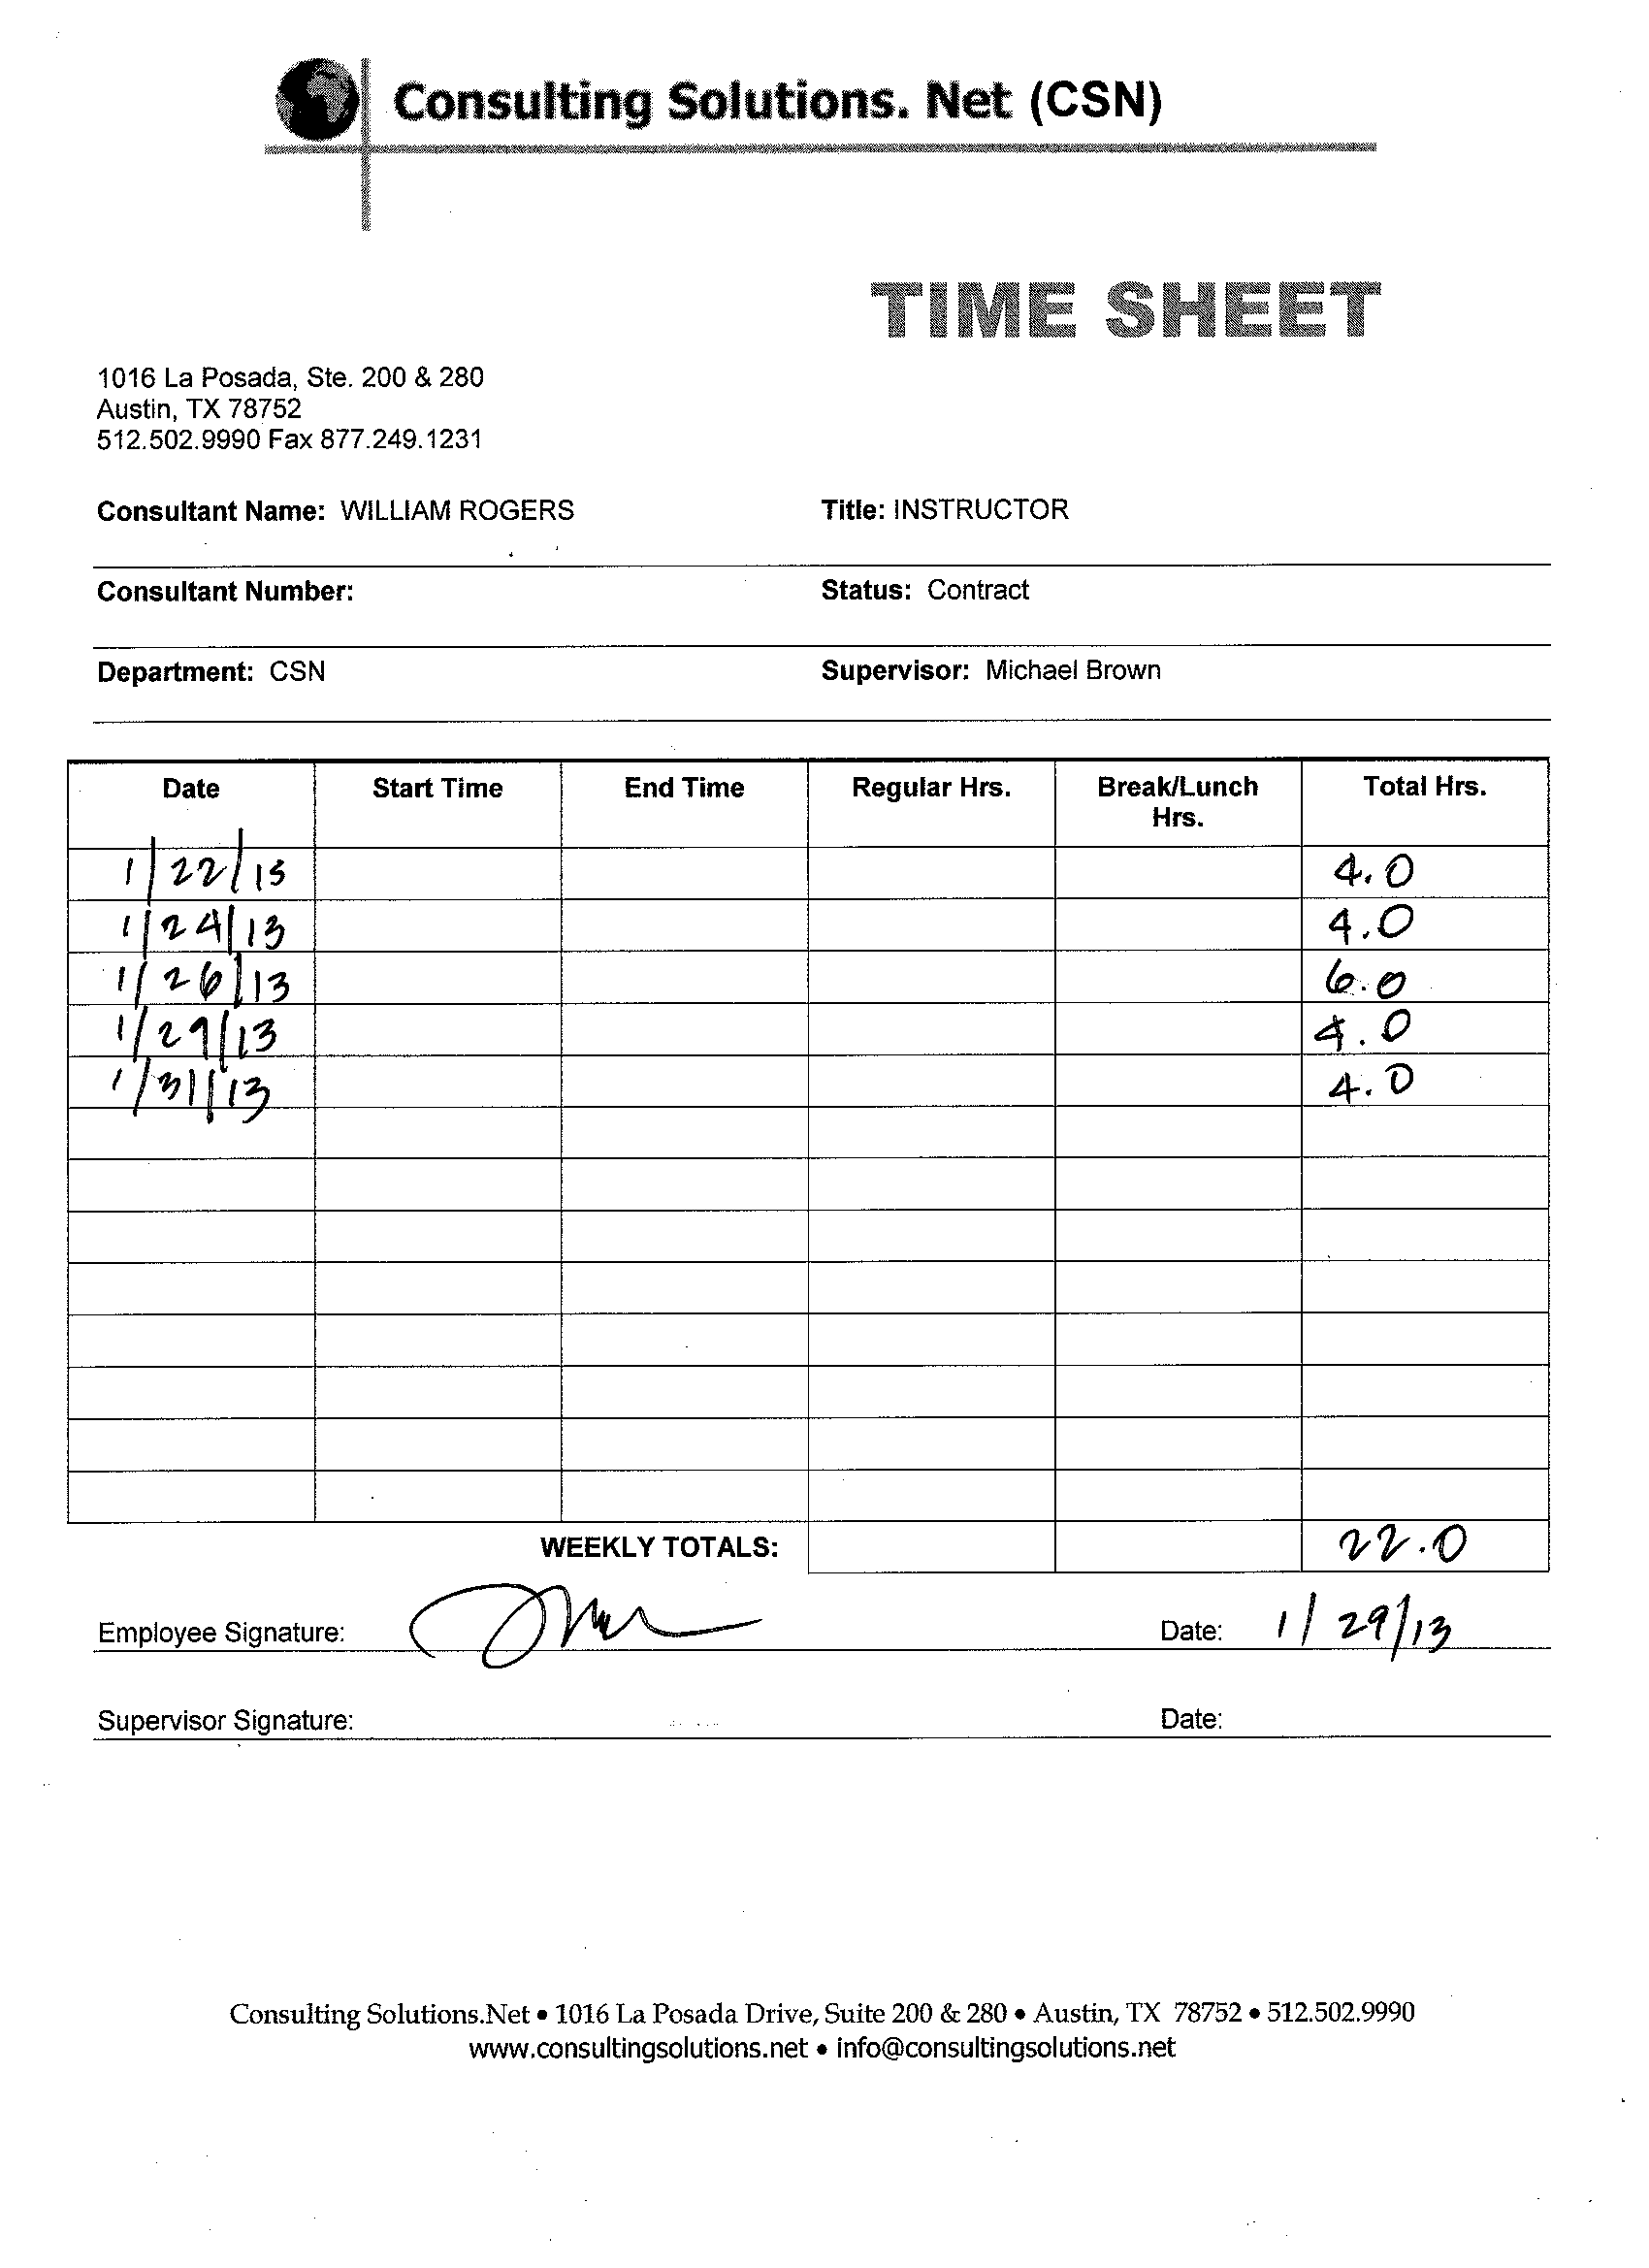 Consulting Solutions. Net (CSN)
TIME SHEET
1016 La Posada, Ste. 200 & 280
Austin, TX 78752
512.502.9990 Fax 877.249.1231
Consultant Name: WILLIAM ROGERS Title: INSTRUCTOR
Consultant Number: Status: Contract
Department: CSN Supervisor: Michael Brown
Date Start Time End Time Regular Hrs. Break/Lunch Hrs. Total Hrs.
1/22/13 4.0
1/24/13 4.0
1/26/13 6.0
1/29/13 4.0
1/31/13 4.0
WEEKLY TOTALS: 22.0
Employee Signature: Date: 1/29/13
Supervisor Signature: Date:
Consulting Solutions.Net • 1016 La Posada Drive, Suite 200 & 280 • Austin, TX 78752 • 512.502.9990
www.consultingsolutions.net • info@consultingsolutions.net